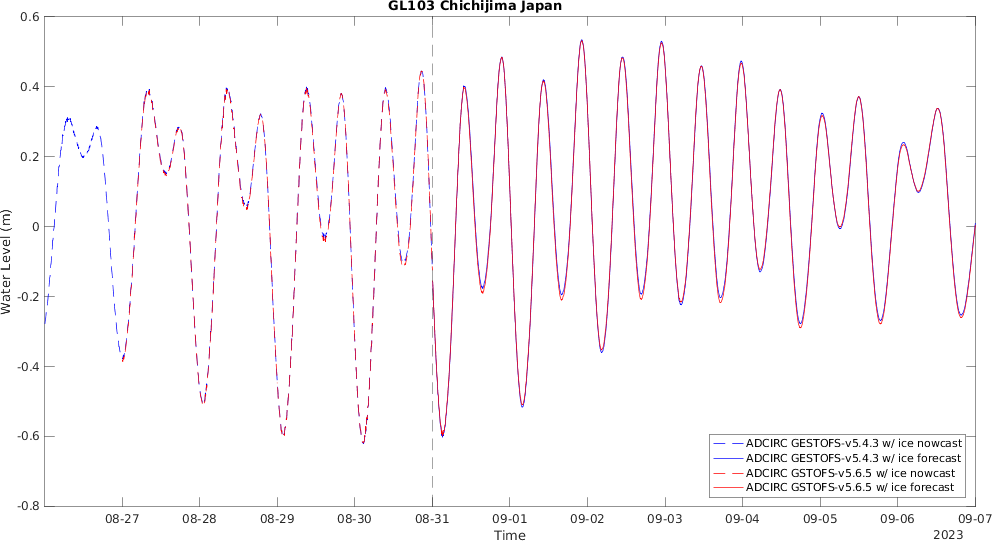 GL103 Chichijima Japan
0.6
0.4
0.2
0
-0.2
-0.4
-0.6
-0.8
Water Level (m)
08-27 08-28 08-29 08-30 08-31 09-01 09-02 09-03 09-04 09-05 09-06 09-07
Time
2023
ADCIRC GESTOFS-v5.4.3 w/ ice nowcast
ADCIRC GESTOFS-v5.4.3 w/ ice forecast
ADCIRC GSTOFS-v5.6.5 w/ ice nowcast
ADCIRC GSTOFS-v5.6.5 w/ ice forecast